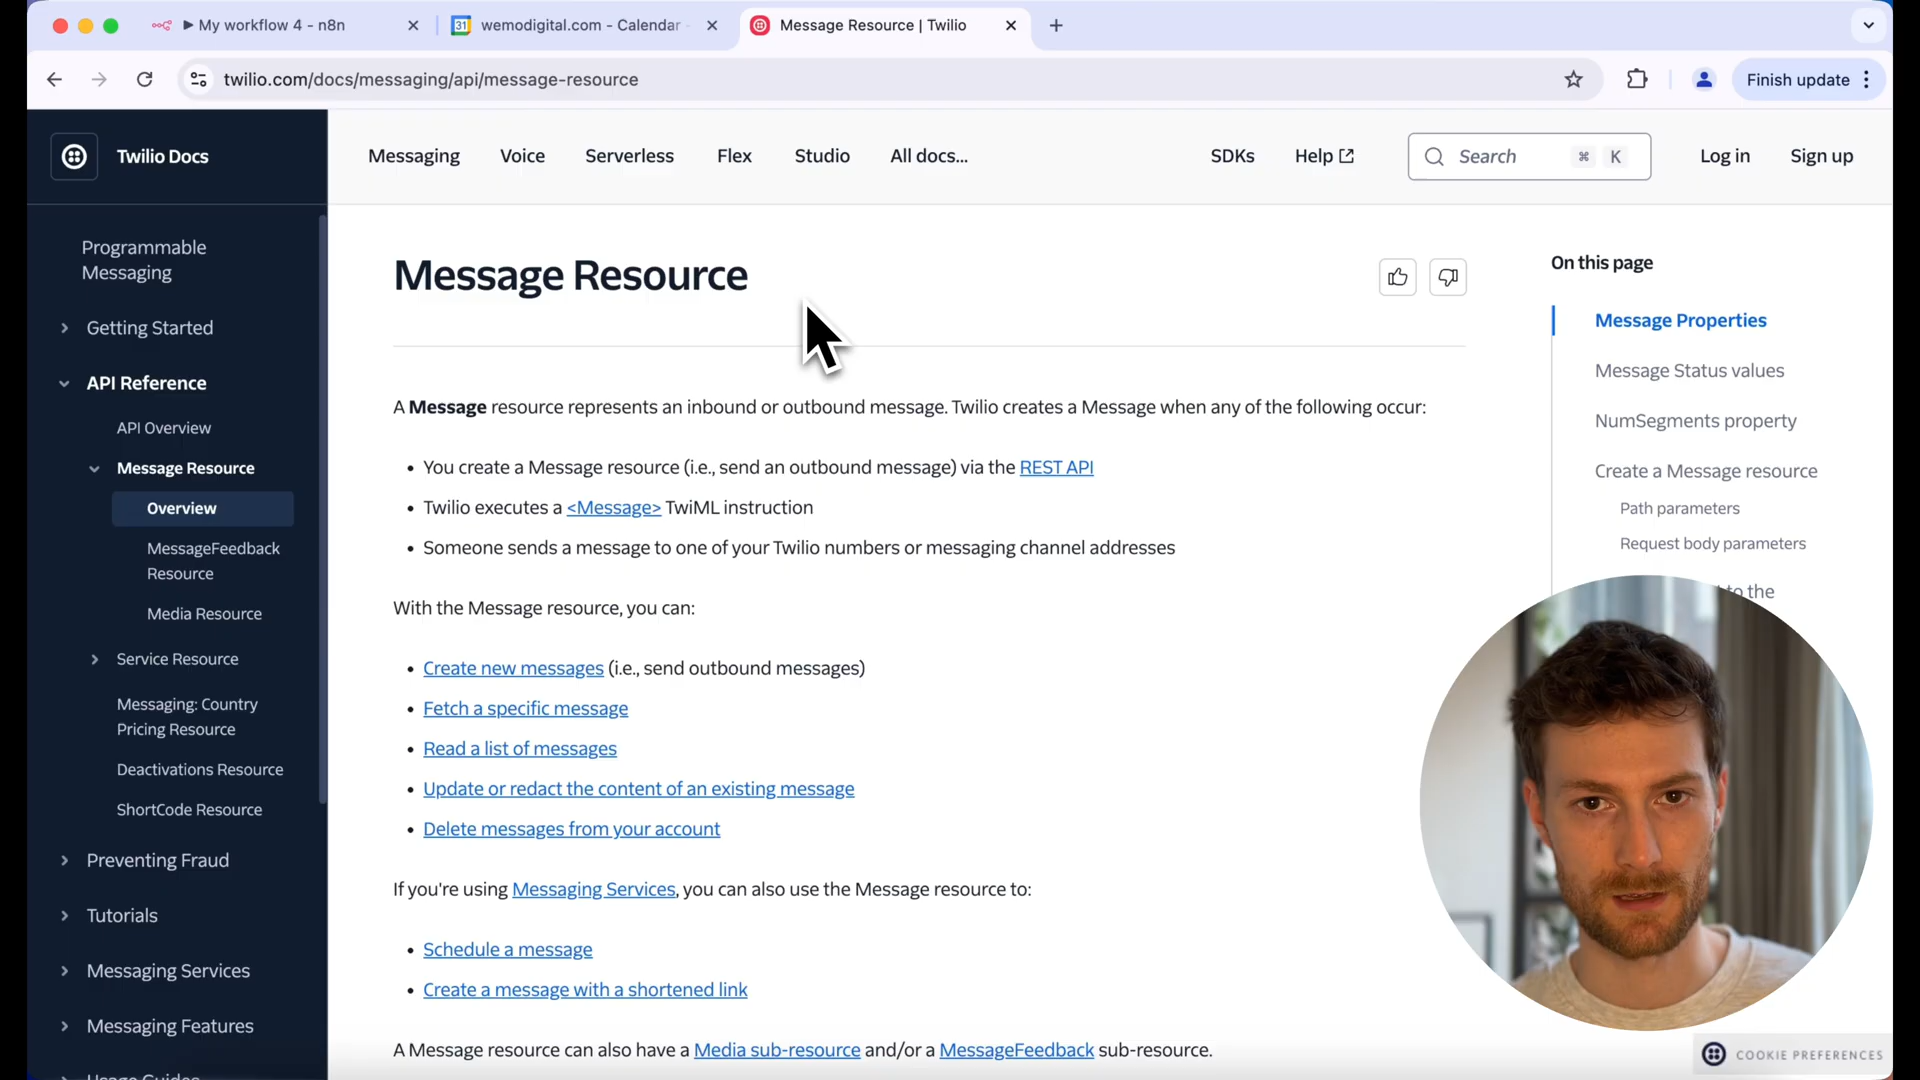 My workflow 4 - n8n
wemodigital.com - Calendar -
Message Resource | Twilio
twilio.com/docs/messaging/api/message-resource
Finish update
Twilio Docs
Messaging
Voice
Serverless
Flex
Studio
All docs...
SDKs
Help
Search
⌘ K
Log in
Sign up
Programmable
Messaging
Getting Started
API Reference
API Overview
Message Resource
Overview
MessageFeedback
Resource
Media Resource
Service Resource
Messaging: Country
Pricing Resource
Deactivations Resource
ShortCode Resource
Preventing Fraud
Tutorials
Messaging Services
Messaging Features
Message Resource
A Message resource represents an inbound or outbound message. Twilio creates a Message when any of the following occur:
• You create a Message resource (i.e., send an outbound message) via the REST API
• Twilio executes a <Message> TwiML instruction
• Someone sends a message to one of your Twilio numbers or messaging channel addresses
With the Message resource, you can:
• Create new messages (i.e., send outbound messages)
• Fetch a specific message
• Read a list of messages
• Update or redact the content of an existing message
• Delete messages from your account
If you're using Messaging Services, you can also use the Message resource to:
• Schedule a message
• Create a message with a shortened link
A Message resource can also have a Media sub-resource and/or a MessageFeedback sub-resource.
On this page
Message Properties
Message Status values
NumSegments property
Create a Message resource
Path parameters
Request body parameters
to the
COOKIE PREFERENCES